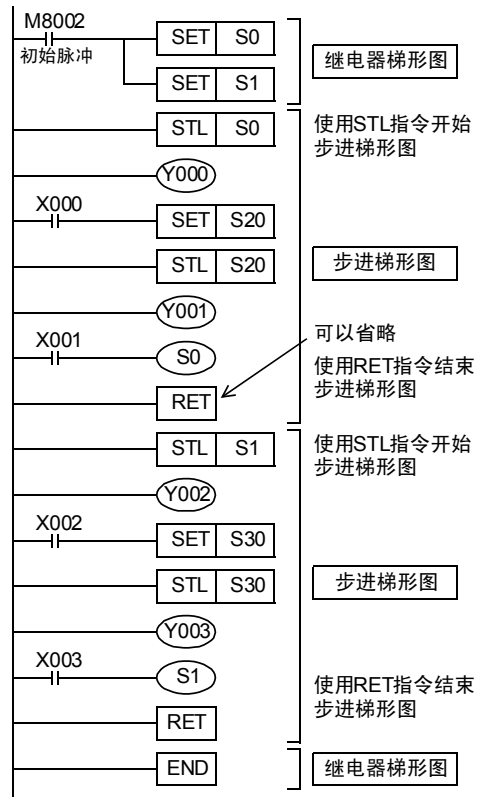 M8002
SET S0
初始脉冲
继电器梯形图
SET S1
STL S0
使用STL指令开始
步进梯形图
Y000
X000
SET S20
STL S20
步进梯形图
Y001
X001
可以省略
S0
使用RET指令结束
步进梯形图
RET
STL S1
使用STL指令开始
步进梯形图
Y002
X002
SET S30
STL S30
步进梯形图
Y003
X003
S1
使用RET指令结束
步进梯形图
RET
END
继电器梯形图